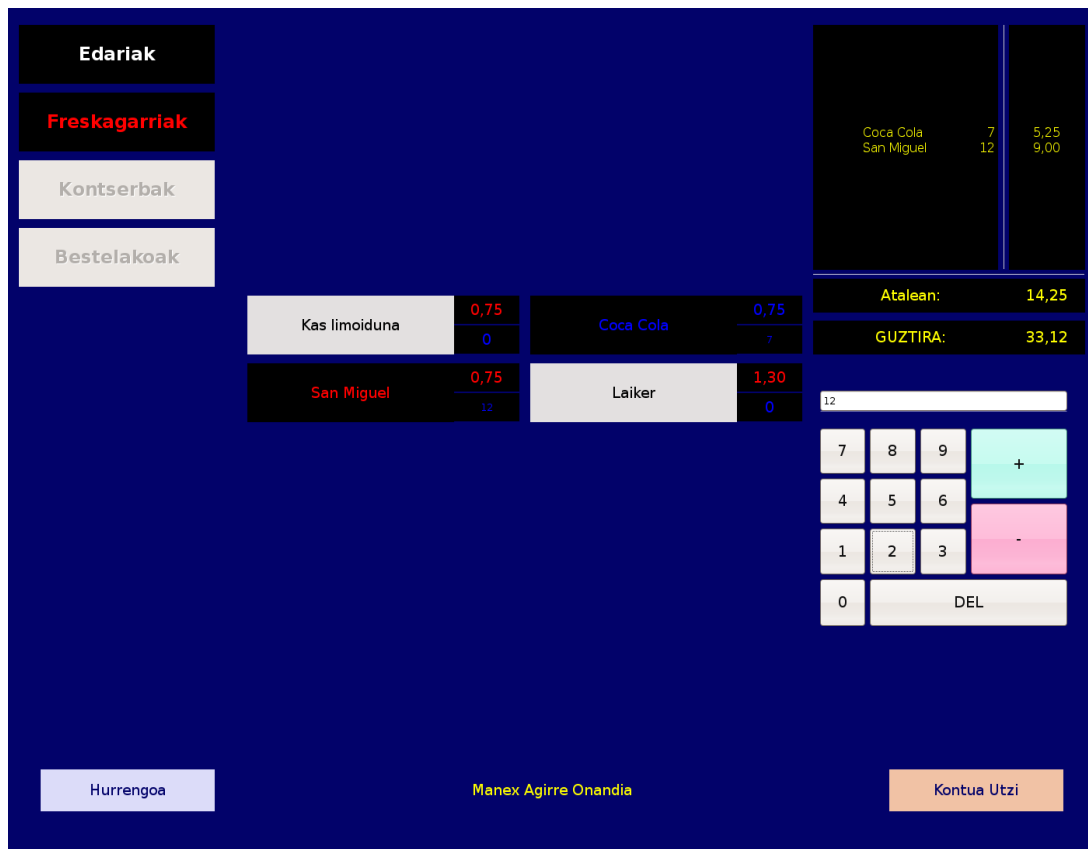 Edariak
Freskagarriak
Kontserbak
Bestelakoak
Coca Cola 7 5,25
San Miguel 12 9,00
Atalean: 14,25
GUZTIRA: 33,12
Kas limoiduna 0,75 0
Coca Cola 0,75 7
San Miguel 0,75 12
Laiker 1,30 0
12
7 8 9 +
4 5 6
1 2 3 -
0 DEL
Hurrengoa
Manex Agirre Onandia
Kontua Utzi